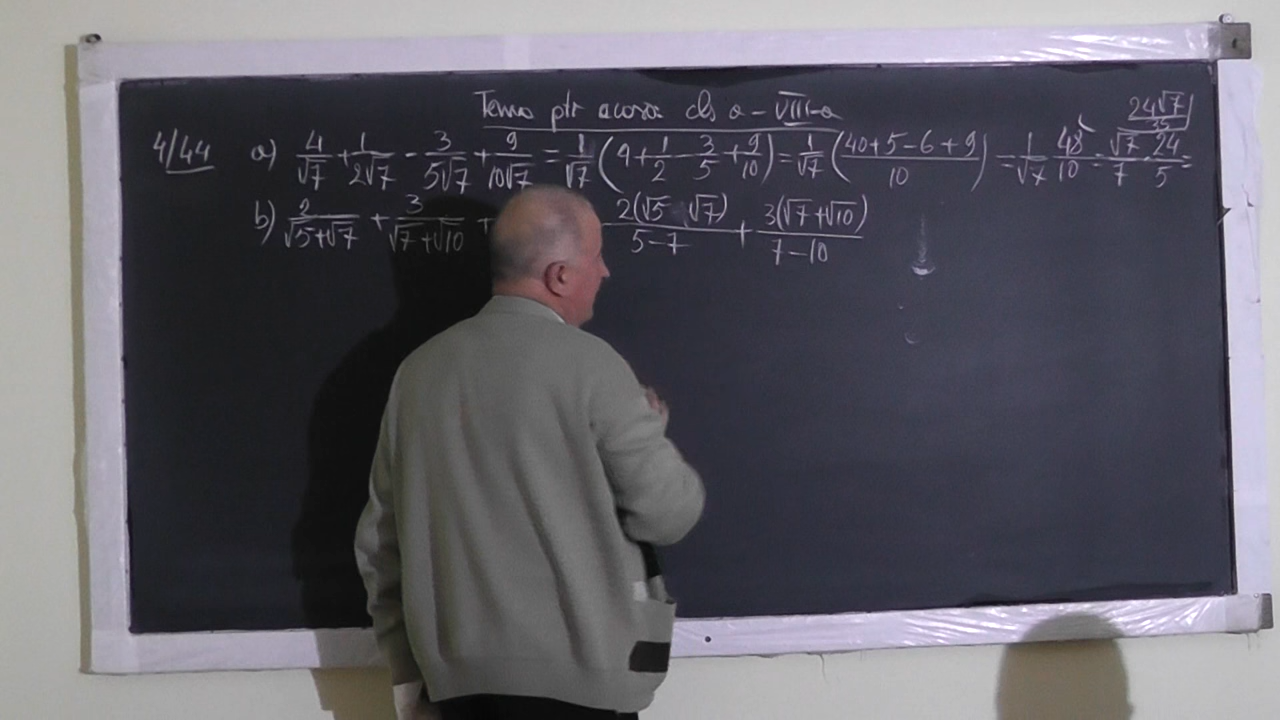 Tema ptr acasa cls a-VIII-a
4/44 a) 4/√7 + 1/2√7 - 3/5√7 + 9/10√7 = 1/√7 (4 + 1/2 - 3/5 + 9/10) = 1/√7 (40+5-6+9/10) = 1/√7 · 48/10 = √7/7 · 24/5 = 24√7/35
b) 2/√5+√7 + 3/√7+√10 + 2(√5 √7)/5-7 + 3(√7+√10)/7-10